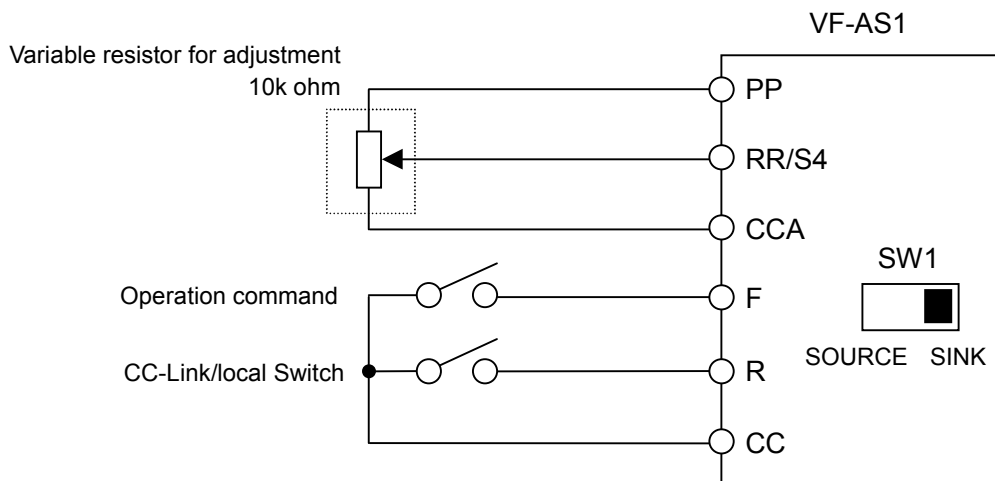 VF-AS1
Variable resistor for adjustment
10k ohm
PP
RR/S4
CCA
SW1
Operation command
F
SOURCE SINK
CC-Link/local Switch
R
CC